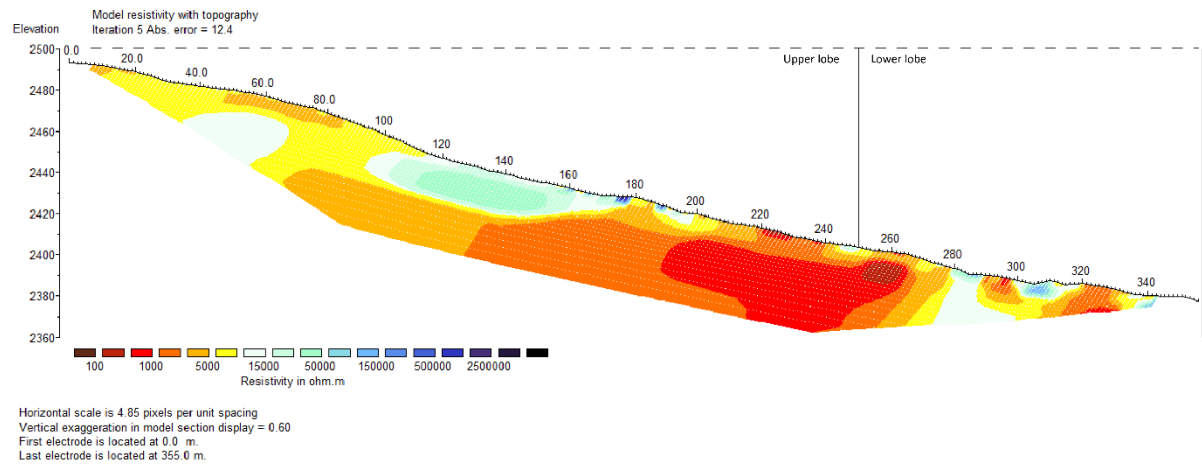 Model resistivity with topography
Iteration 5 Abs. error = 12.4
Elevation
Upper lobe
Lower lobe
2500
2480
2460
2440
2420
2400
2380
2360
0.0
20.0
40.0
60.0
80.0
100
120
140
160
180
200
220
240
260
280
300
320
340
100 1000 5000 15000 50000 150000 500000 2500000
Resistivity in ohm.m
Horizontal scale is 4.85 pixels per unit spacing
Vertical exaggeration in model section display = 0.60
First electrode is located at 0.0 m.
Last electrode is located at 355.0 m.